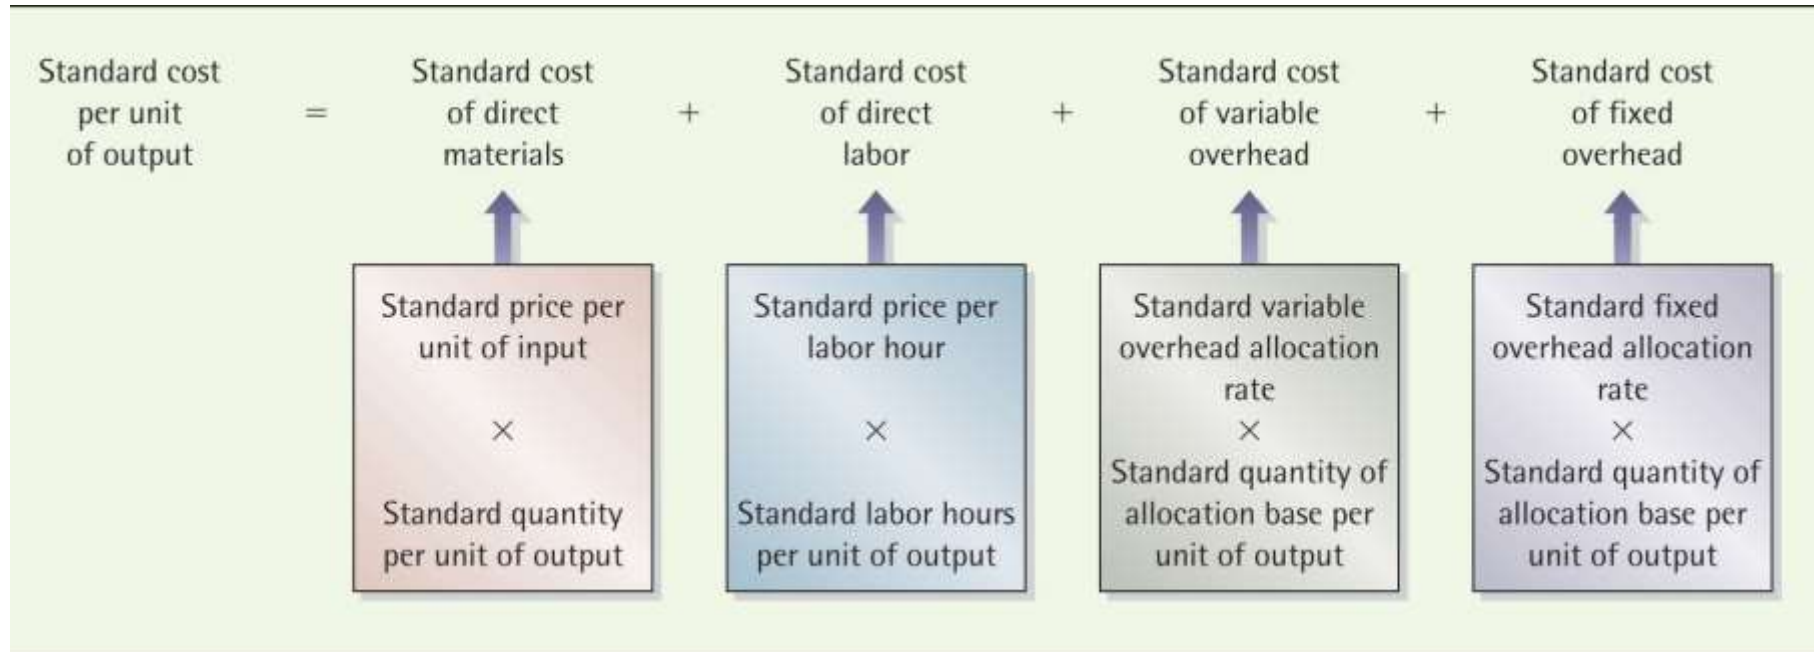 Standard cost
per unit
of output
=
Standard cost
of direct
materials
+
Standard cost
of direct
labor
+
Standard cost
of variable
overhead
+
Standard cost
of fixed
overhead
Standard price per
unit of input
×
Standard quantity
per unit of output
Standard price per
labor hour
×
Standard labor hours
per unit of output
Standard variable
overhead allocation
rate
×
Standard quantity of
allocation base per
unit of output
Standard fixed
overhead allocation
rate
×
Standard quantity of
allocation base per
unit of output